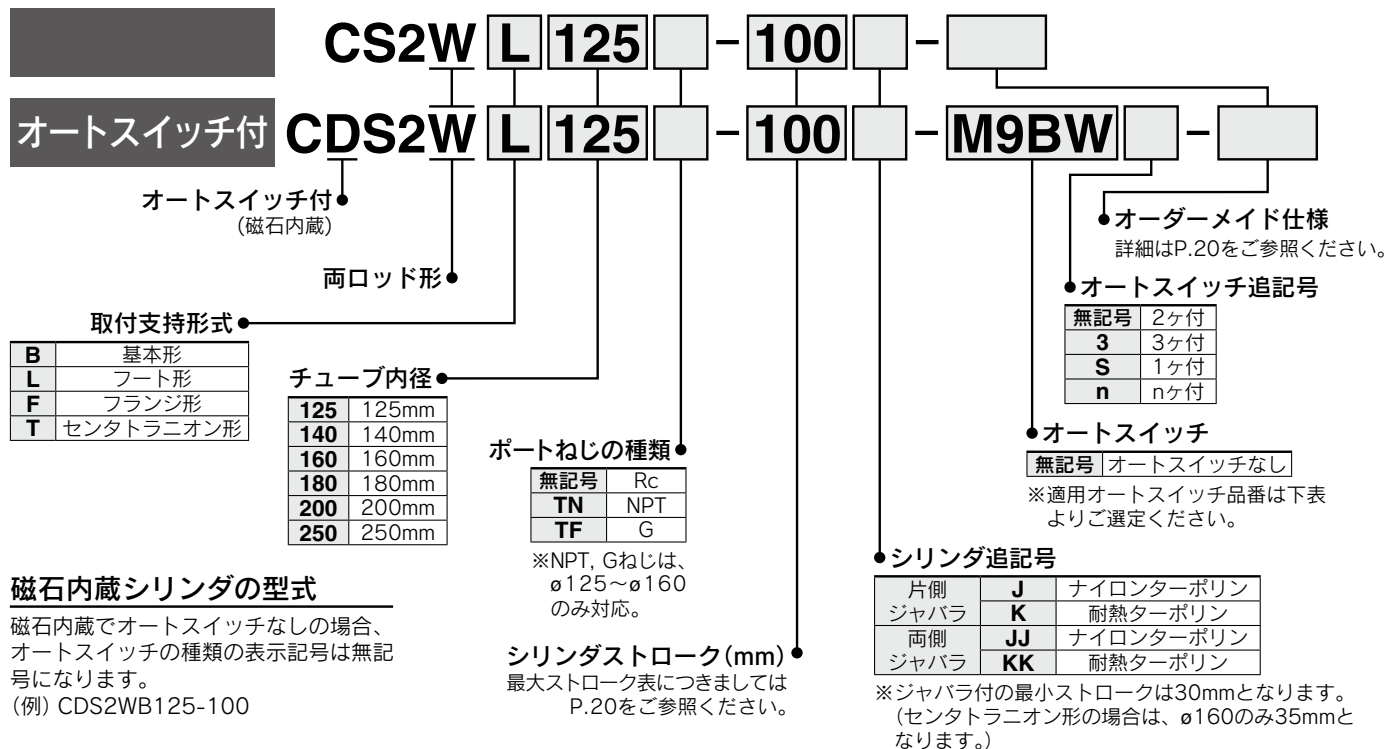 CS2W L 125 - 100 -
オートスイッチ付 CDS2W L 125 - 100 - M9BW -
オートスイッチ付
(磁石内蔵)
両ロッド形
取付支持形式
B 基本形
L フート形
F フランジ形
T センタトラニオン形
チューブ内径
125 125mm
140 140mm
160 160mm
180 180mm
200 200mm
250 250mm
ポートねじの種類
無記号 Rc
TN NPT
TF G
※NPT, Gねじは、
ø125～ø160
のみ対応。
シリンダストローク(mm)
最大ストローク表につきましては
P.20をご参照ください。
オーダーメイド仕様
詳細はP.20をご参照ください。
オートスイッチ追記号
無記号 2ヶ付
3 3ヶ付
S 1ヶ付
n nヶ付
オートスイッチ
無記号 オートスイッチなし
※適用オートスイッチ品番は下表
よりご選定ください。
シリンダ追記号
片側 J ナイロンターポリン
ジャバラ K 耐熱ターポリン
両側 JJ ナイロンターポリン
ジャバラ KK 耐熱ターポリン
※ジャバラ付の最小ストロークは30mmとなります。
(センタトラニオン形の場合は、ø160のみ35mmと
なります。)
磁石内蔵シリンダの型式
磁石内蔵でオートスイッチなしの場合、
オートスイッチの種類の表示記号は無記
号になります。
(例) CDS2WB125-100